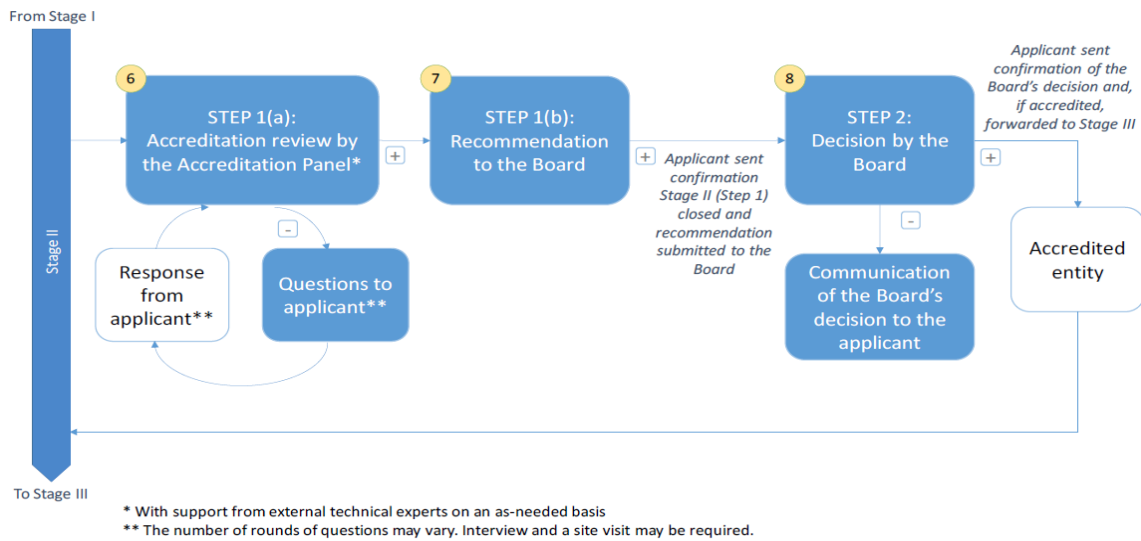 From Stage I
Stage II
6
STEP 1(a):
Accreditation review by
the Accreditation Panel*
+
7
STEP 1(b):
Recommendation
to the Board
+
Applicant sent
confirmation
Stage II (Step 1)
closed and
recommendation
submitted to the
Board
8
STEP 2:
Decision by the
Board
+
Applicant sent
confirmation of the
Board's decision and,
if accredited,
forwarded to Stage III
-
Response
from
applicant**
Questions to
applicant**
-
Communication
of the Board's
decision to the
applicant
Accredited
entity
To Stage III
* With support from external technical experts on an as-needed basis
** The number of rounds of questions may vary. Interview and a site visit may be required.